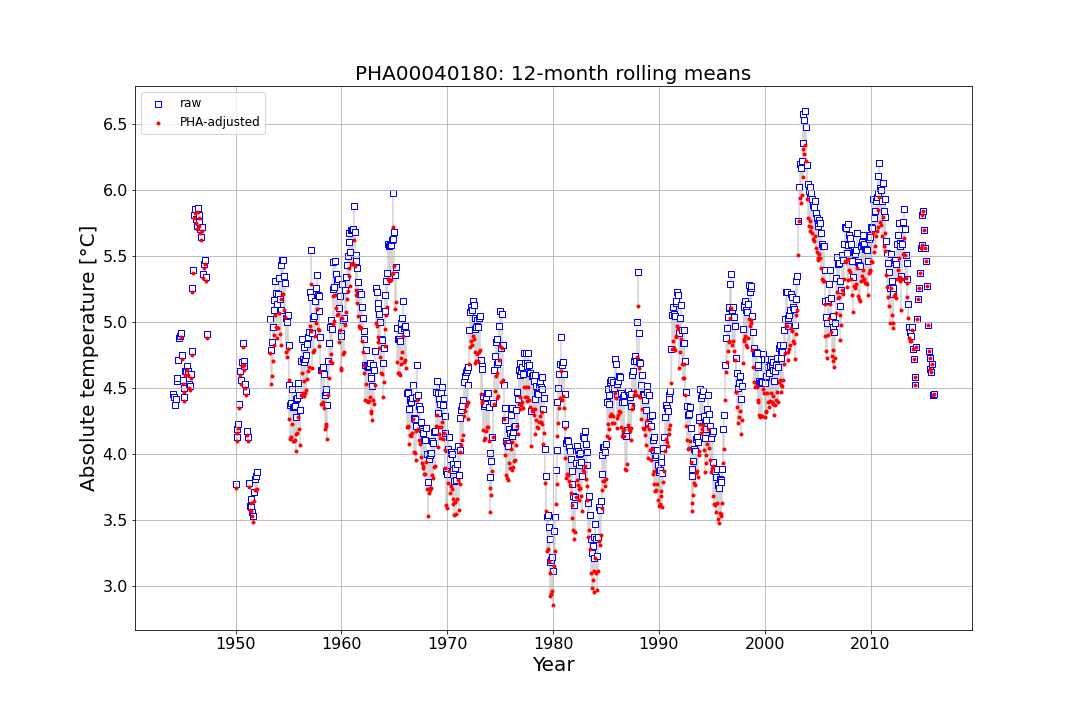 PHA00040180: 12-month rolling means
raw
PHA-adjusted
Absolute temperature [°C]
6.5
6.0
5.5
5.0
4.5
4.0
3.5
3.0
1950 1960 1970 1980 1990 2000 2010
Year